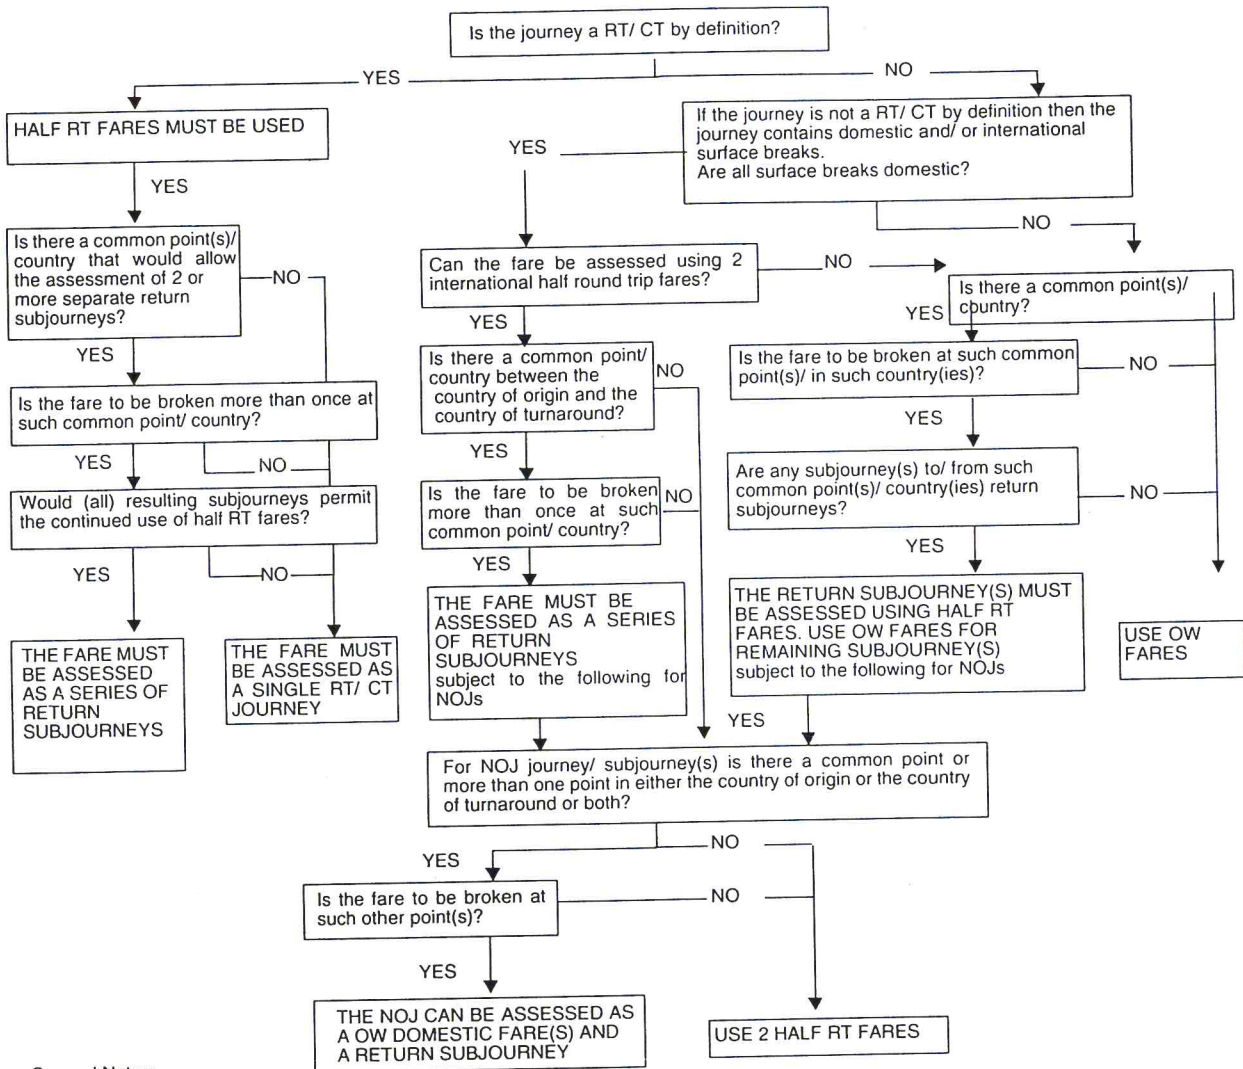 Is the journey a RT/ CT by definition?
YES
NO
HALF RT FARES MUST BE USED
If the journey is not a RT/ CT by definition then the
journey contains domestic and/ or international
surface breaks.
Are all surface breaks domestic?
YES
YES
NO
Is there a common point(s)/
country that would allow
the assessment of 2 or
more separate return
subjourneys?
NO
Can the fare be assessed using 2
international half round trip fares?
NO
Is there a common point(s)/
country?
YES
YES
YES
Is the fare to be broken more than once at
such common point/ country?
Is there a common point/
country between the
country of origin and the
country of turnaround?
NO
Is the fare to be broken at such common
point(s)/ in such country(ies)?
NO
YES
NO
YES
YES
Would (all) resulting subjourneys permit
the continued use of half RT fares?
Is the fare to be broken
more than once at such
common point/ country?
NO
Are any subjourney(s) to/ from such
common point(s)/ country(ies) return
subjourneys?
NO
YES
NO
YES
YES
THE FARE MUST
BE ASSESSED
AS A SERIES OF
RETURN
SUBJOURNEYS
THE FARE MUST
BE ASSESSED AS
A SINGLE RT/ CT
JOURNEY
THE FARE MUST BE
ASSESSED AS A SERIES
OF RETURN
SUBJOURNEYS
subject to the following for
NOJs
THE RETURN SUBJOURNEY(S) MUST
BE ASSESSED USING HALF RT
FARES. USE OW FARES FOR
REMAINING SUBJOURNEY(S)
subject to the following for NOJs
USE OW
FARES
YES
For NOJ journey/ subjourney(s) is there a common point or
more than one point in either the country of origin or the country
of turnaround or both?
YES
NO
Is the fare to be broken at
such other point(s)?
NO
YES
THE NOJ CAN BE ASSESSED AS
A OW DOMESTIC FARE(S) AND
A RETURN SUBJOURNEY
USE 2 HALF RT FARES